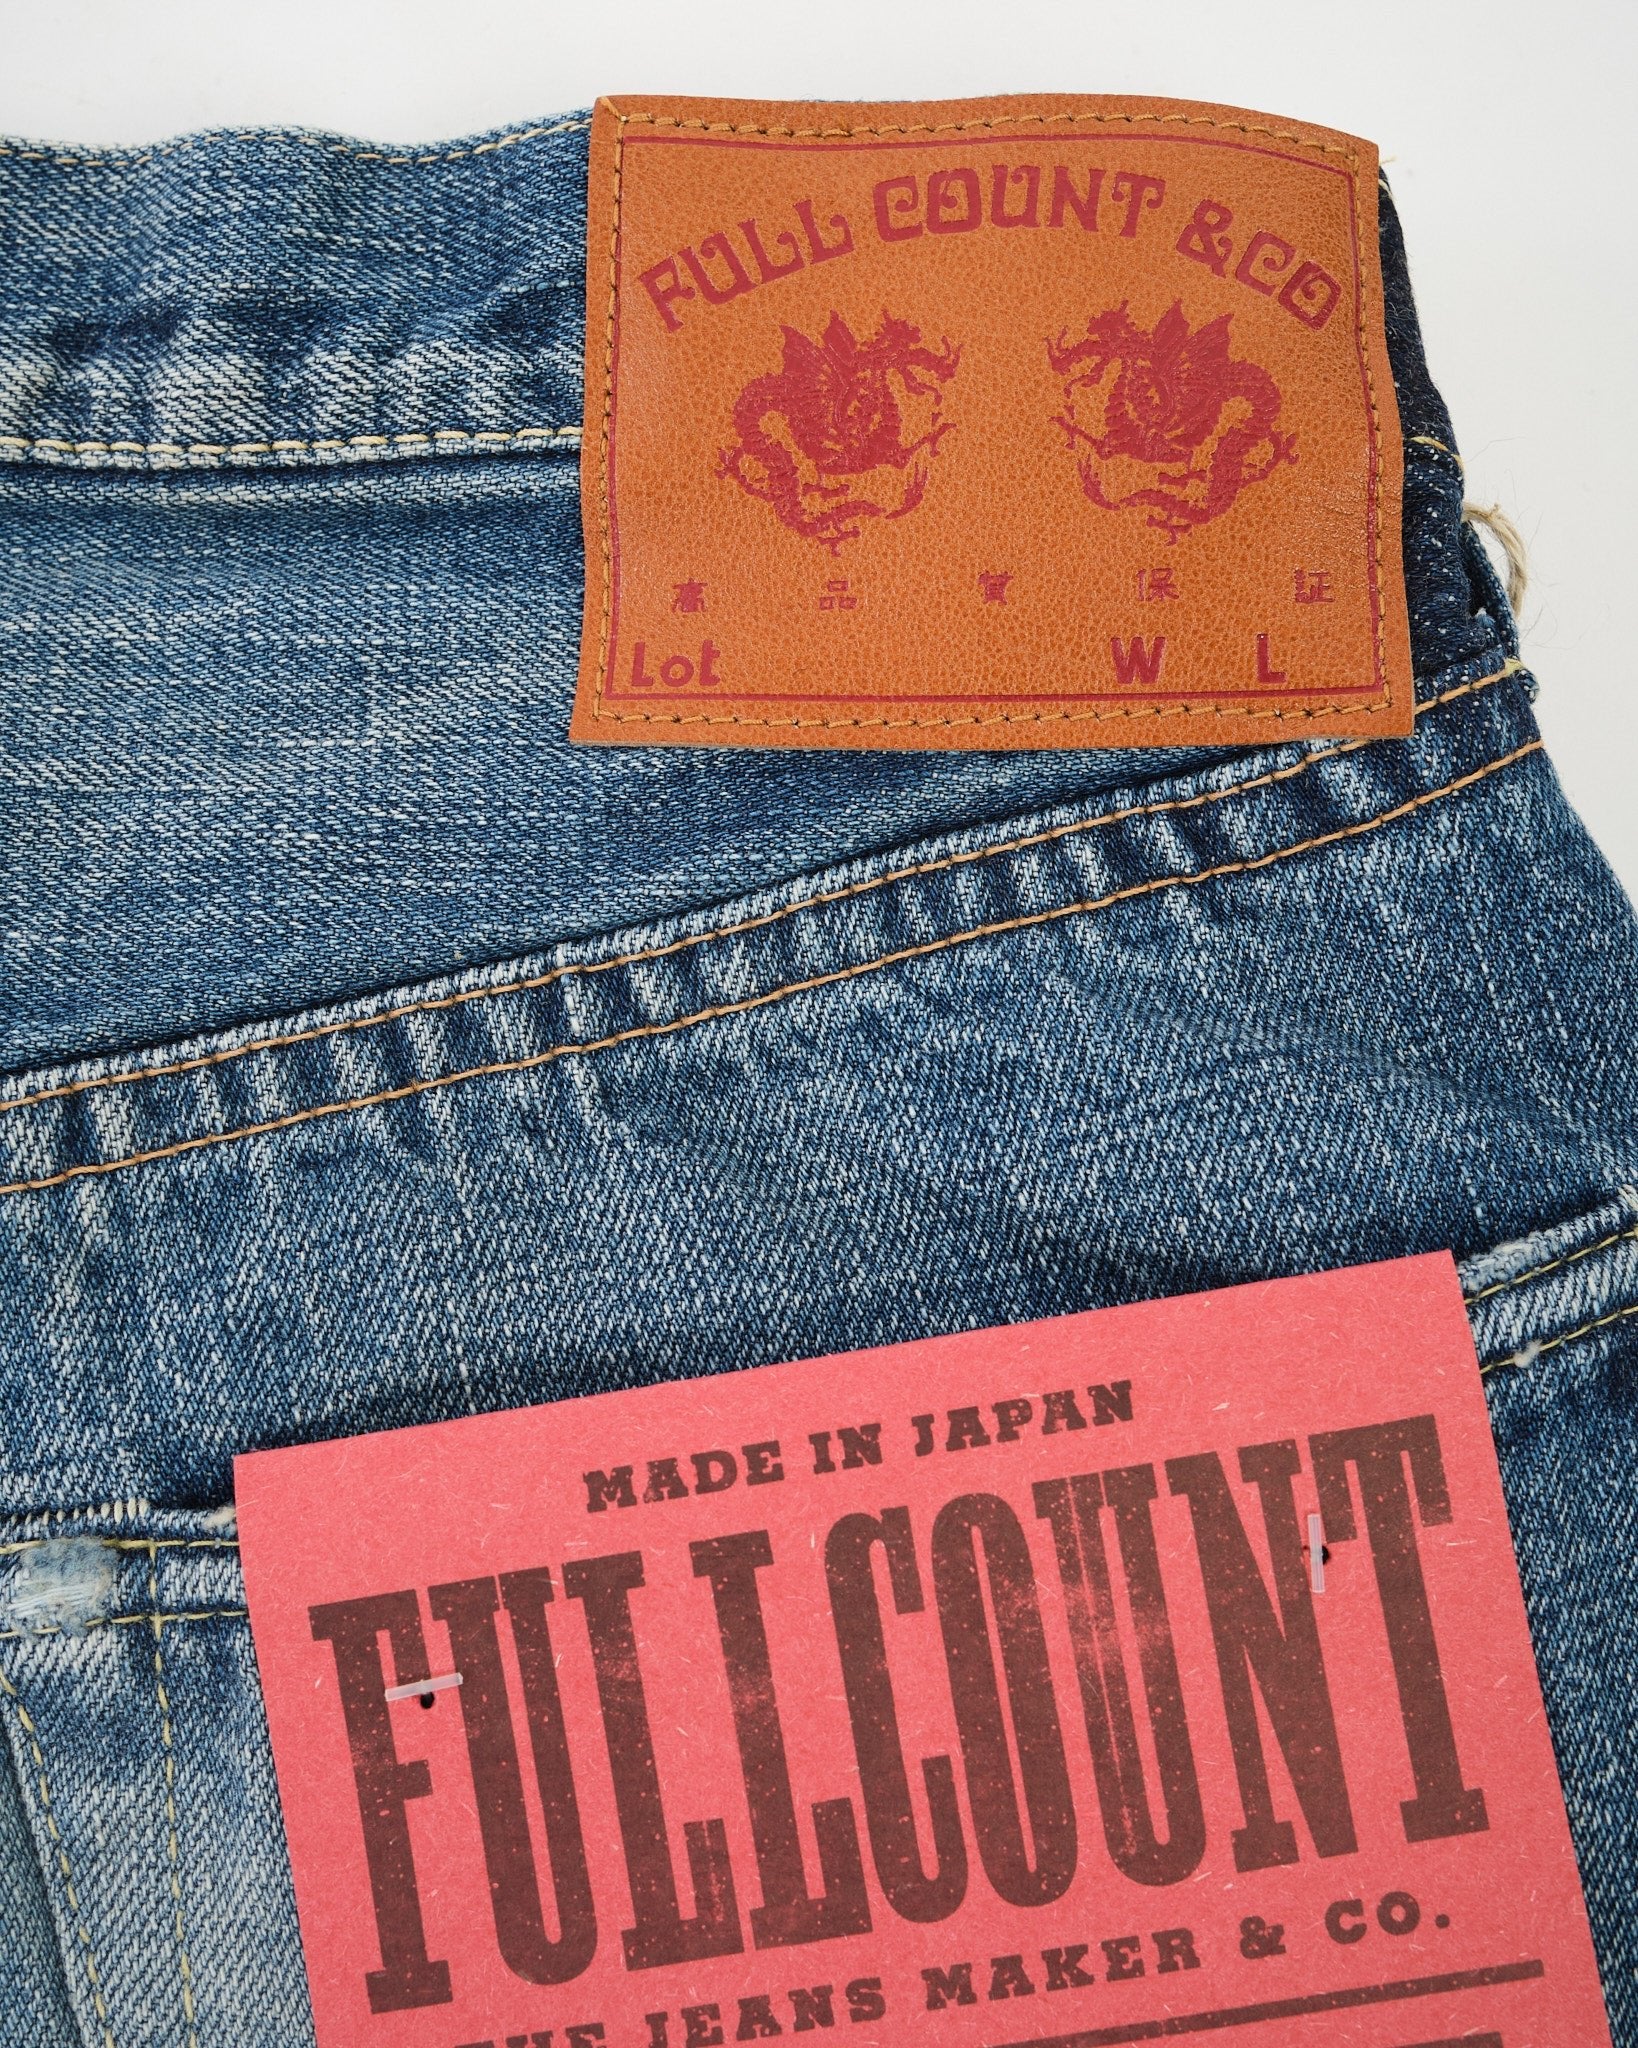 FULL COUNT &CO
高品質保証
Lot W L
MADE IN JAPAN
FULLCOUNT
THE JEANS MAKER & CO.